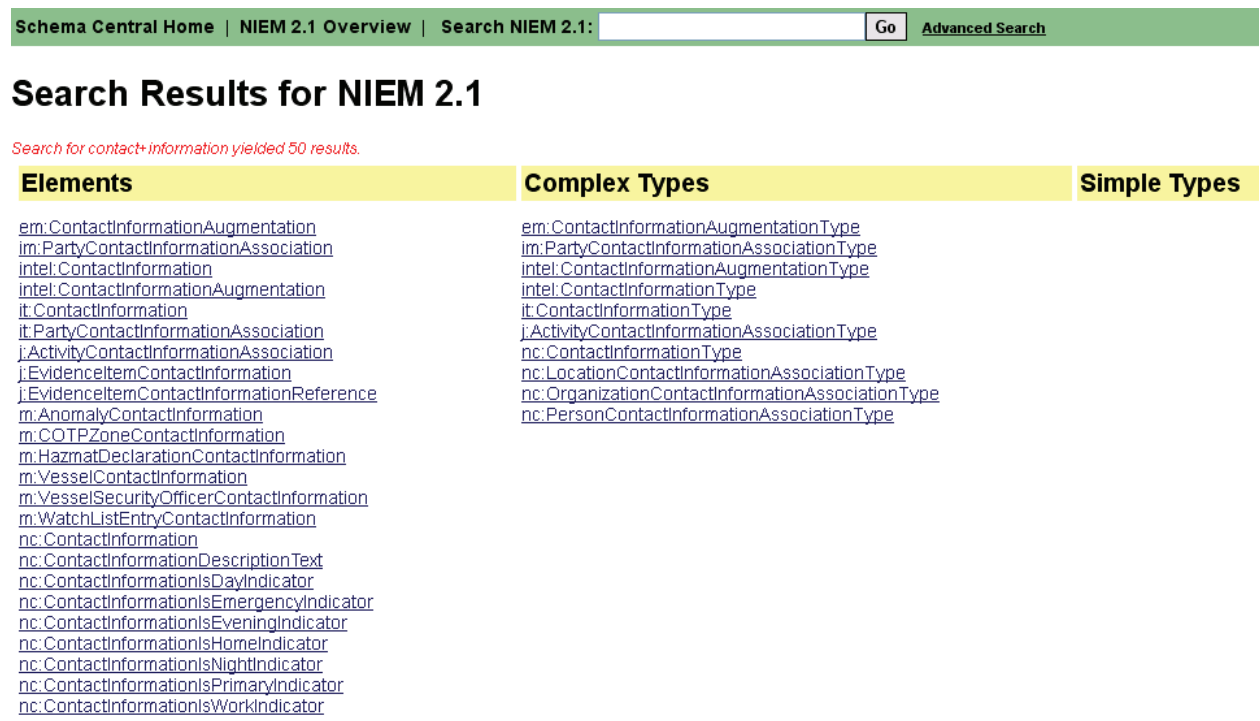 Schema Central Home | NIEM 2.1 Overview | Search NIEM 2.1: Go Advanced Search
Search Results for NIEM 2.1
Search for contact+information yielded 50 results.
Elements
em:ContactInformationAugmentation
im:PartyContactInformationAssociation
intel:ContactInformation
intel:ContactInformationAugmentation
it:ContactInformation
it:PartyContactInformationAssociation
j:ActivityContactInformationAssociation
j:EvidenceItemContactInformation
j:EvidenceItemContactInformationReference
m:AnomalyContactInformation
m:COTPZoneContactInformation
m:HazmatDeclarationContactInformation
m:VesselContactInformation
m:VesselSecurityOfficerContactInformation
m:WatchListEntryContactInformation
nc:ContactInformation
nc:ContactInformationDescriptionText
nc:ContactInformationIsDayIndicator
nc:ContactInformationIsEmergencyIndicator
nc:ContactInformationIsEveningIndicator
nc:ContactInformationIsHomeIndicator
nc:ContactInformationIsNightIndicator
nc:ContactInformationIsPrimaryIndicator
nc:ContactInformationIsWorkIndicator
Complex Types
em:ContactInformationAugmentationType
im:PartyContactInformationAssociationType
intel:ContactInformationAugmentationType
intel:ContactInformationType
it:ContactInformationType
j:ActivityContactInformationAssociationType
nc:ContactInformationType
nc:LocationContactInformationAssociationType
nc:OrganizationContactInformationAssociationType
nc:PersonContactInformationAssociationType
Simple Types